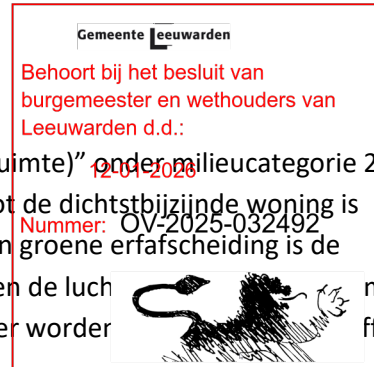 Gemeente Leeuwarden
Behoort bij het besluit van
burgemeester en wethouders van
Leeuwarden d.d.:
uimte)” onder milieucategorie 2
12-01-2026
de dichtstbijzijnde woning is
Nummer: OV-2025-032492
groene erfafscheiding is de
en de luch
er worden